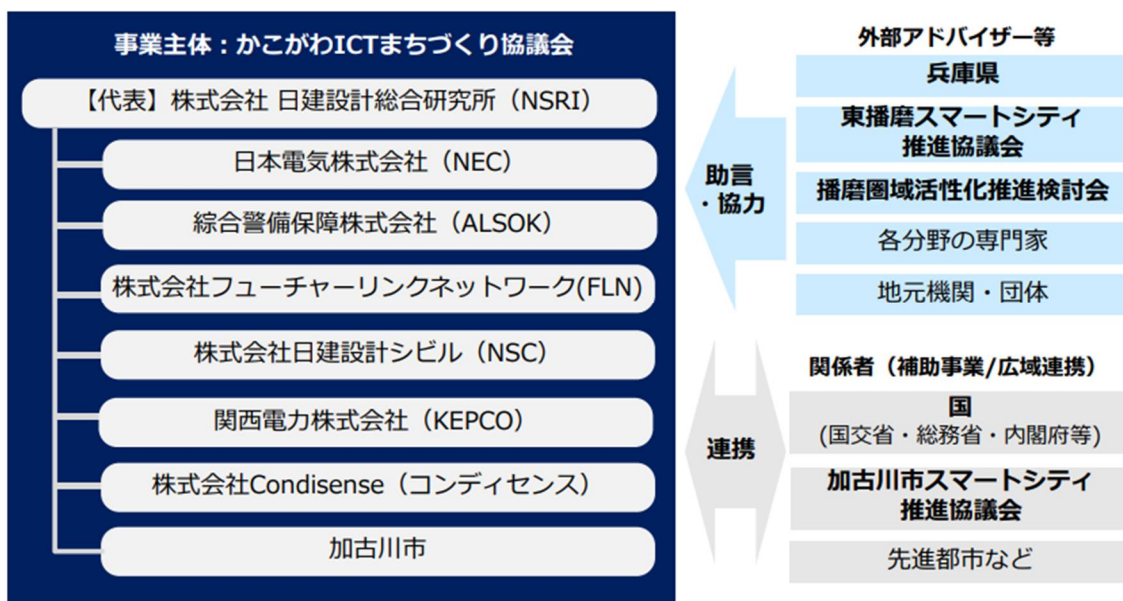 事業主体：かこがわICTまちづくり協議会
【代表】株式会社 日建設計総合研究所（NSRI）
日本電気株式会社（NEC）
綜合警備保障株式会社（ALSOK）
株式会社フューチャーリンクネットワーク(FLN)
株式会社日建設計シビル（NSC）
関西電力株式会社（KEPCO）
株式会社Condisense（コンディセンス）
加古川市
助言
・協力
連携
外部アドバイザー等
兵庫県
東播磨スマートシティ
推進協議会
播磨圏域活性化推進検討会
各分野の専門家
地元機関・団体
関係者（補助事業/広域連携）
国
(国交省・総務省・内閣府等)
加古川市スマートシティ
推進協議会
先進都市など